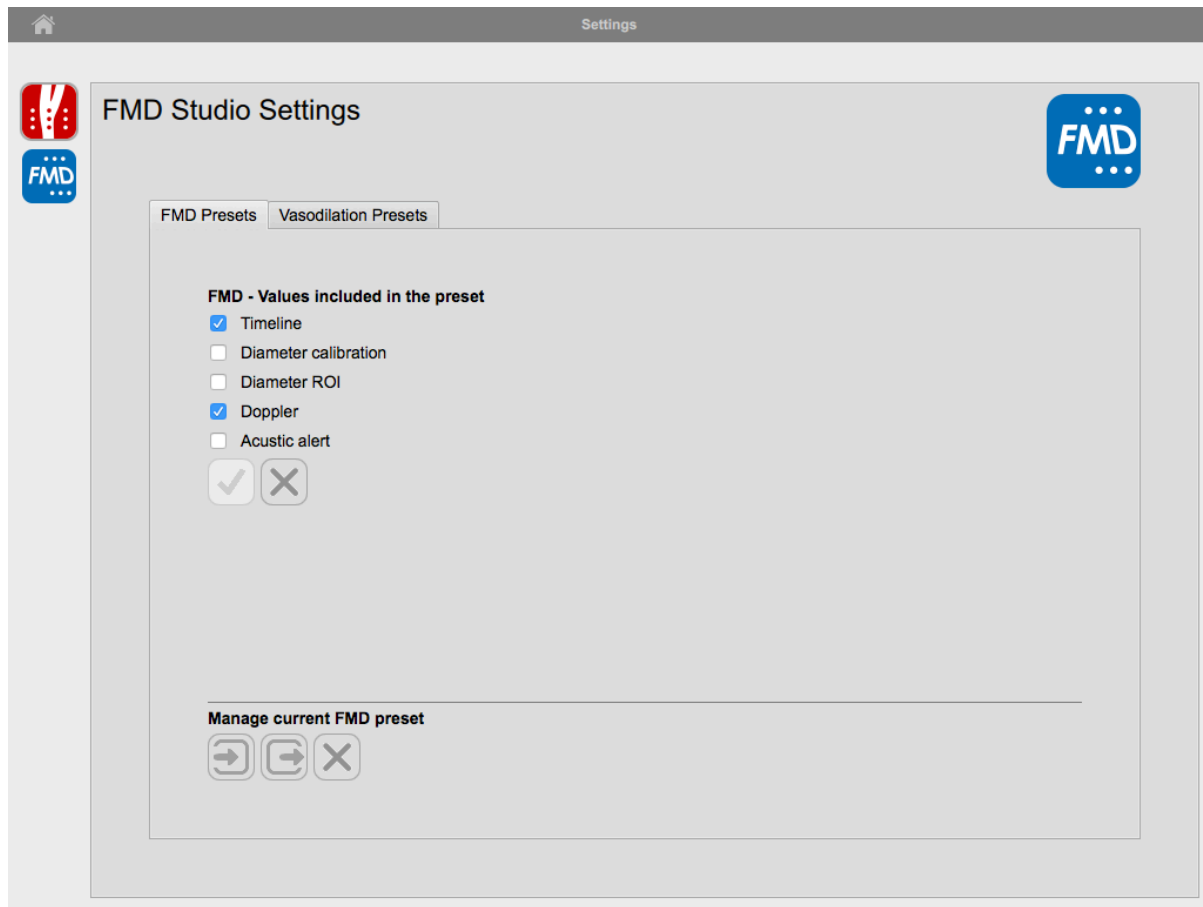 Settings
FMD Studio Settings
FMD
FMD
FMD Presets
Vasodilation Presets
FMD - Values included in the preset
Timeline
Diameter calibration
Diameter ROI
Doppler
Acustic alert
Manage current FMD preset